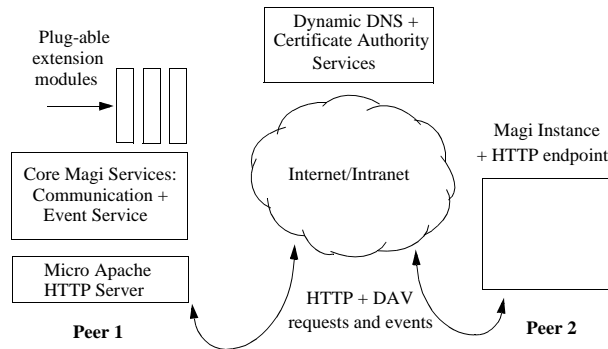 Plug-able
extension
modules
Dynamic DNS +
Certificate Authority
Services
Core Magi Services:
Communication +
Event Service
Internet/Intranet
Magi Instance
+ HTTP endpoint
Micro Apache
HTTP Server
HTTP + DAV
requests and events
Peer 1
Peer 2